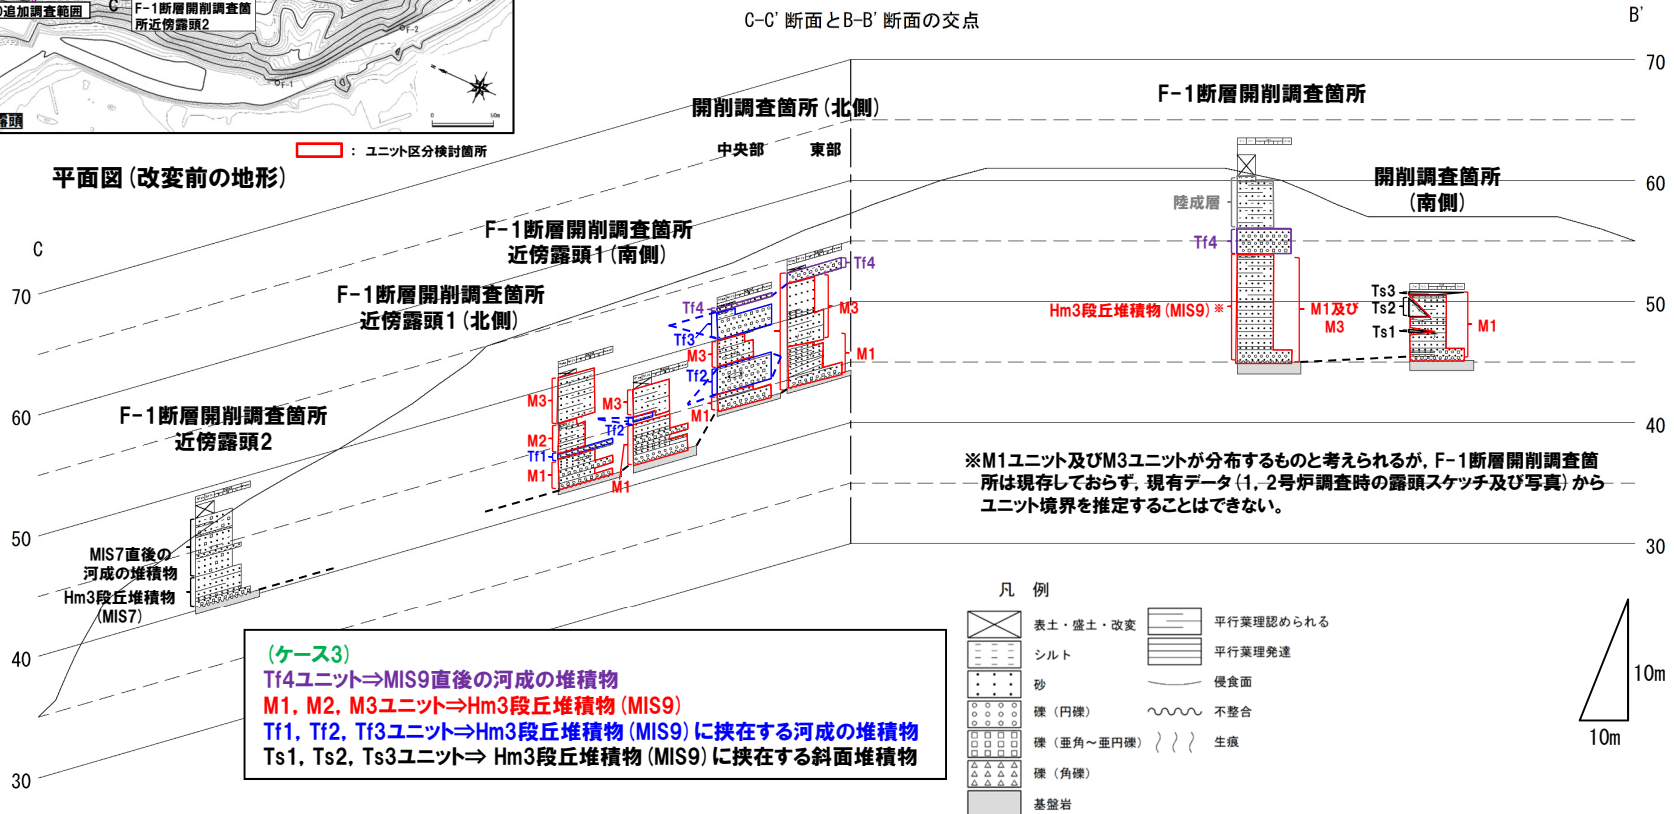 追加調査範囲
C
F-1断層開削調査箇
所近傍露頭2
F-2
F-1
露頭
: ユニット区分検討箇所
平面図(改変前の地形)
C-C' 断面とB-B' 断面の交点
B'
C
70
60
50
40
30
70
60
50
40
30
開削調査箇所(北側)
中央部
東部
F-1断層開削調査箇所
開削調査箇所
(南側)
F-1断層開削調査箇所
近傍露頭1(南側)
F-1断層開削調査箇所
近傍露頭1(北側)
F-1断層開削調査箇所
近傍露頭2
陸成層
Tf4
Hm3段丘堆積物(MIS9)※
M1及び
M3
Ts3
Ts2
Ts1
M1
Tf4
M3
M1
Tf4
Tf3
M3
Tf2
M1
M3
Tf2
M1
M3
M2
Tf1
M1
MIS7直後の
河成の堆積物
Hm3段丘堆積物
(MIS7)
※M1ユニット及びM3ユニットが分布するものと考えられるが,F-1断層開削調査箇
所は現存しておらず,現有データ(1,2号炉調査時の露頭スケッチ及び写真)から
ユニット境界を推定することはできない。
(ケース3)
Tf4ユニット⇒MIS9直後の河成の堆積物
M1,M2,M3ユニット⇒Hm3段丘堆積物(MIS9)
Tf1,Tf2,Tf3ユニット⇒Hm3段丘堆積物(MIS9)に挟在する河成の堆積物
Ts1,Ts2,Ts3ユニット⇒ Hm3段丘堆積物(MIS9)に挟在する斜面堆積物
凡 例
表土・盛土・改変
シルト
砂
礫(円礫)
礫(亜角~亜円礫)
礫(角礫)
基盤岩
平行葉理認められる
平行葉理発達
侵食面
不整合
生痕
10m
10m